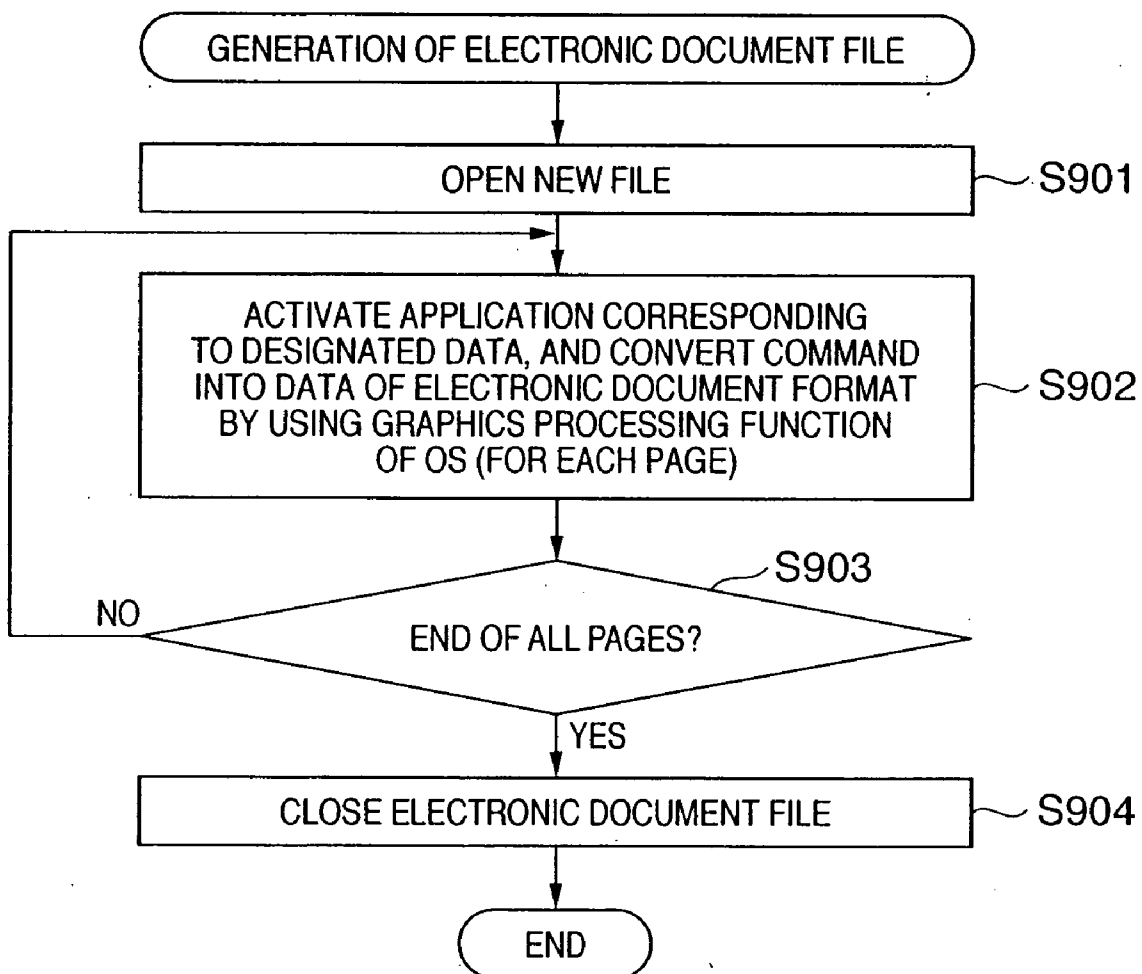 GENERATION OF ELECTRONIC DOCUMENT FILE
OPEN NEW FILE
S901
ACTIVATE APPLICATION CORRESPONDING
TO DESIGNATED DATA, AND CONVERT COMMAND
INTO DATA OF ELECTRONIC DOCUMENT FORMAT
BY USING GRAPHICS PROCESSING FUNCTION
OF OS (FOR EACH PAGE)
S902
S903
NO
END OF ALL PAGES?
YES
CLOSE ELECTRONIC DOCUMENT FILE
S904
END